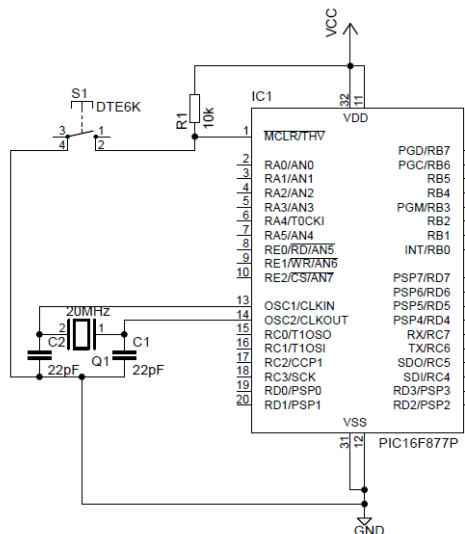 VCC
S1
DTE6K
3
1
4
2
R1
10k
IC1
32
11
VDD
1
MCLR/THV
2
RA0/AN0
3
RA1/AN1
4
RA2/AN2
5
RA3/AN3
6
RA4/T0CKI
7
RA5/AN4
8
RE0/RD/AN5
9
RE1/WR/AN6
10
RE2/CS/AN7
13
OSC1/CLKIN
14
OSC2/CLKOUT
15
RC0/T1OSO
16
RC1/T1OSI
17
RC2/CCP1
18
RC3/SCK
19
RD0/PSP0
20
RD1/PSP1
PGD/RB7
PGC/RB6
RB5
RB4
PGM/RB3
RB2
RB1
INT/RB0
PSP7/RD7
PSP6/RD6
PSP5/RD5
PSP4/RD4
RX/RC7
TX/RC6
SDO/RC5
SDI/RC4
RD3/PSP3
RD2/PSP2
20MHz
2
1
C2
C1
Q1
22pF
22pF
VSS
31
12
PIC16F877P
GND